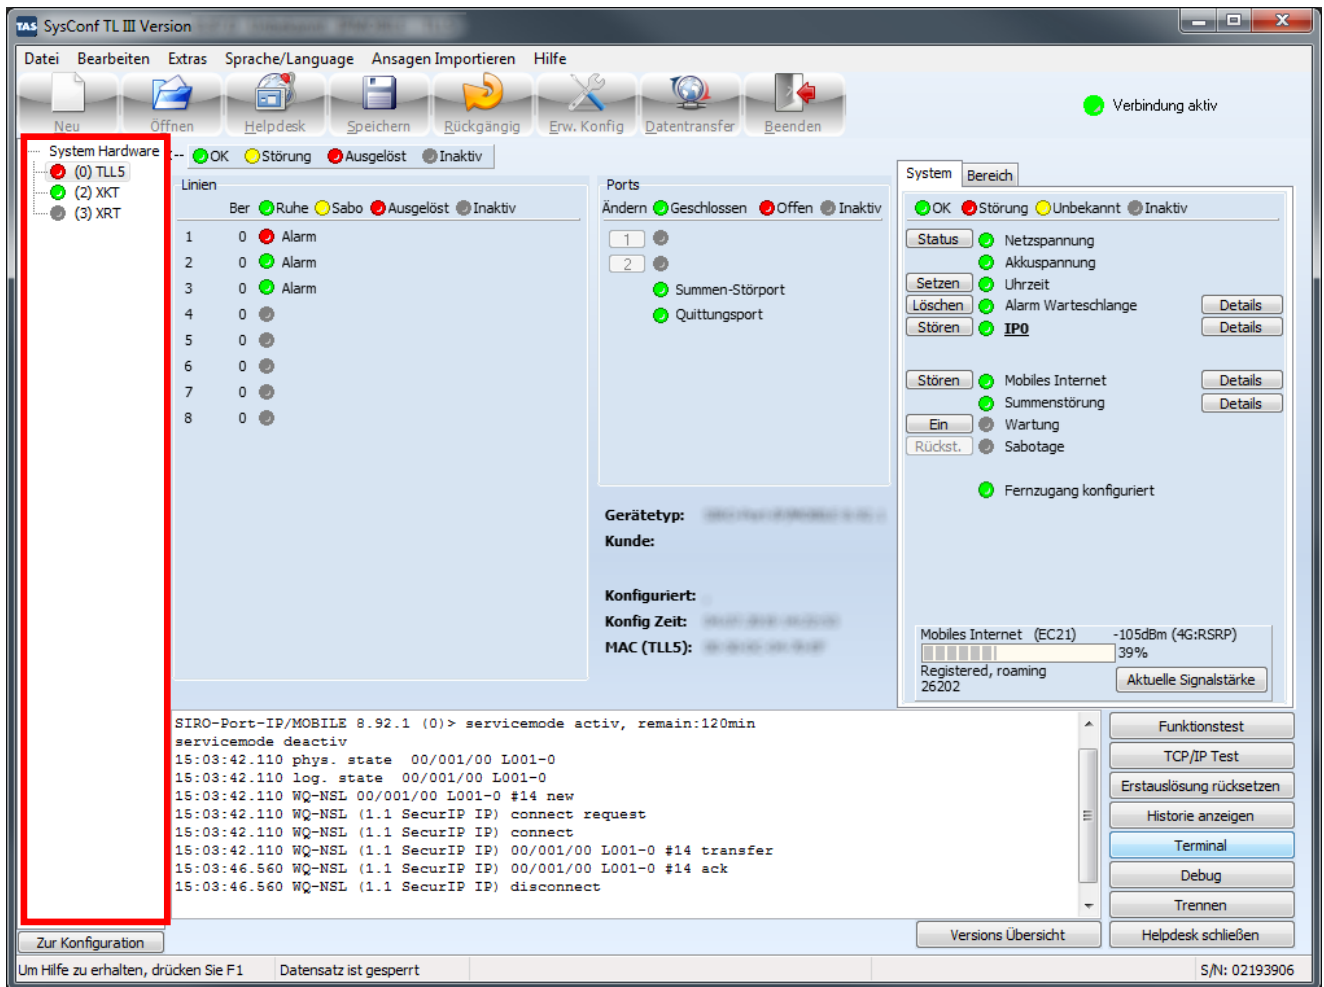 TAS SysConf TL III Version
Datei Bearbeiten Extras Sprache/Language Ansagen Importieren Hilfe
Neu Öffnen Helpdesk Speichern Rückgängig Erw. Konfig Datentransfer Beenden
Verbindung aktiv
System Hardware
(0) TLL5
(2) XKT
(3) XRT
-- OK Störung Ausgelöst Inaktiv
Linien
Ber Ruhe Sabo Ausgelöst Inaktiv
1 0 Alarm
2 0 Alarm
3 0 Alarm
4 0
5 0
6 0
7 0
8 0
Ports
Ändern Geschlossen Offen Inaktiv
1
2
Summen-Störport
Quittungsport
Gerätetyp:
Kunde:
Konfiguriert:
Konfig Zeit:
MAC (TLL5):
System Bereich
OK Störung Unbekannt Inaktiv
Status Netzspannung
Akkuspannung
Setzen Uhrzeit
Löschen Alarm Warteschlange Details
Stören IP0 Details
Stören Mobiles Internet Details
Summenstörung Details
Ein Wartung
Rückst. Sabotage
Fernzugang konfiguriert
Mobiles Internet (EC21) -105dBm (4G:RSRP)
39%
Registered, roaming
26202
Aktuelle Signalstärke
SIRO-Port-IP/MOBILE 8.92.1 (0)> servicemode activ, remain:120min
servicemode deactiv
15:03:42.110 phys. state 00/001/00 L001-0
15:03:42.110 log. state 00/001/00 L001-0
15:03:42.110 WQ-NSL 00/001/00 L001-0 #14 new
15:03:42.110 WQ-NSL (1.1 SecurIP IP) connect request
15:03:42.110 WQ-NSL (1.1 SecurIP IP) connect
15:03:42.110 WQ-NSL (1.1 SecurIP IP) 00/001/00 L001-0 #14 transfer
15:03:46.560 WQ-NSL (1.1 SecurIP IP) 00/001/00 L001-0 #14 ack
15:03:46.560 WQ-NSL (1.1 SecurIP IP) disconnect
Funktionstest
TCP/IP Test
Erstauslösung rücksetzen
Historie anzeigen
Terminal
Debug
Trennen
Zur Konfiguration
Versions Übersicht
Helpdesk schließen
Um Hilfe zu erhalten, drücken Sie F1
Datensatz ist gesperrt
S/N: 02193906